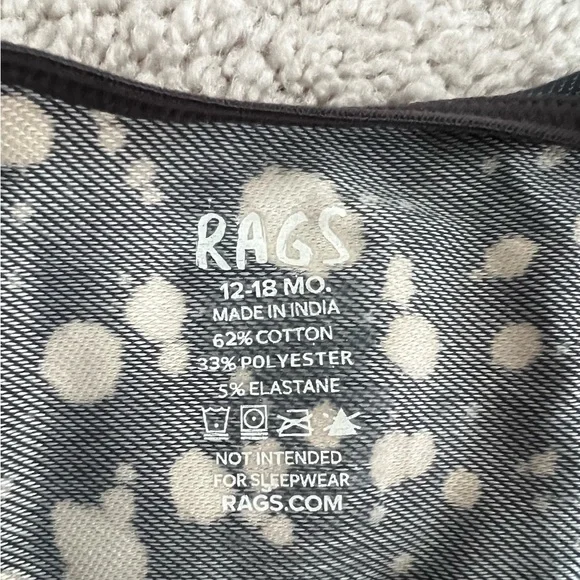 RAGS
12-18 MO.
MADE IN INDIA
62% COTTON
33% POLYESTER
5% ELASTANE
NOT INTENDED
FOR SLEEPWEAR
RAGS.COM